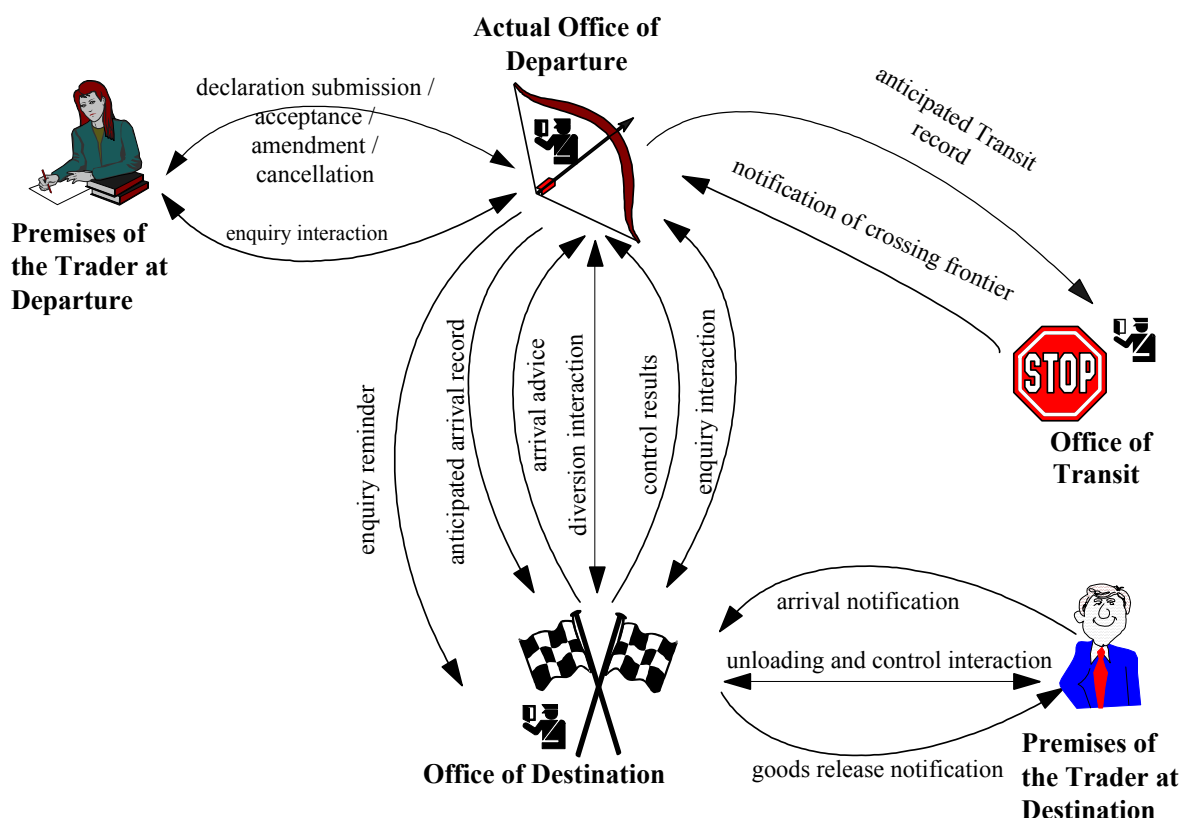 Actual Office of
Departure
declaration submission /
acceptance /
amendment /
cancellation
enquiry interaction
Premises of
the Trader at
Departure
anticipated Transit
record
notification of crossing frontier
STOP
Office of
Transit
enquiry reminder
anticipated arrival record
arrival advice
diversion interaction
control results
enquiry interaction
arrival notification
unloading and control interaction
goods release notification
Office of Destination
Premises of
the Trader at
Destination